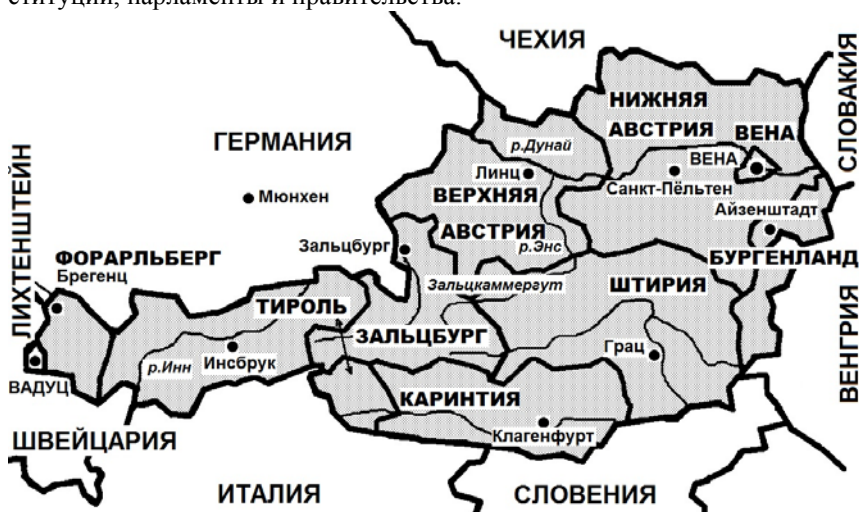 ституции, парламенты и правительства.
ЧЕХИЯ
СЛОВАКИЯ
НИЖНЯЯ
АВСТРИЯ
ВЕНА
ГЕРМАНИЯ
р.Дунай
ВЕНА
Линц
Санкт-Пёльтен
Мюнхен
ВЕРХНЯЯ
АВСТРИЯ
Айзенштадт
ЛИХТЕНШТЕЙН
Зальцбург
р.Энс
ФОРАРЛЬБЕРГ
Брегенц
БУРГЕНЛАНД
Зальцкаммергут
ШТИРИЯ
ТИРОЛЬ
ЗАЛЬЦБУРГ
ВЕНГРИЯ
Грац
р.Инн
Инсбрук
ВАДУЦ
КАРИНТИЯ
Клагенфурт
ШВЕЙЦАРИЯ
ИТАЛИЯ
СЛОВЕНИЯ